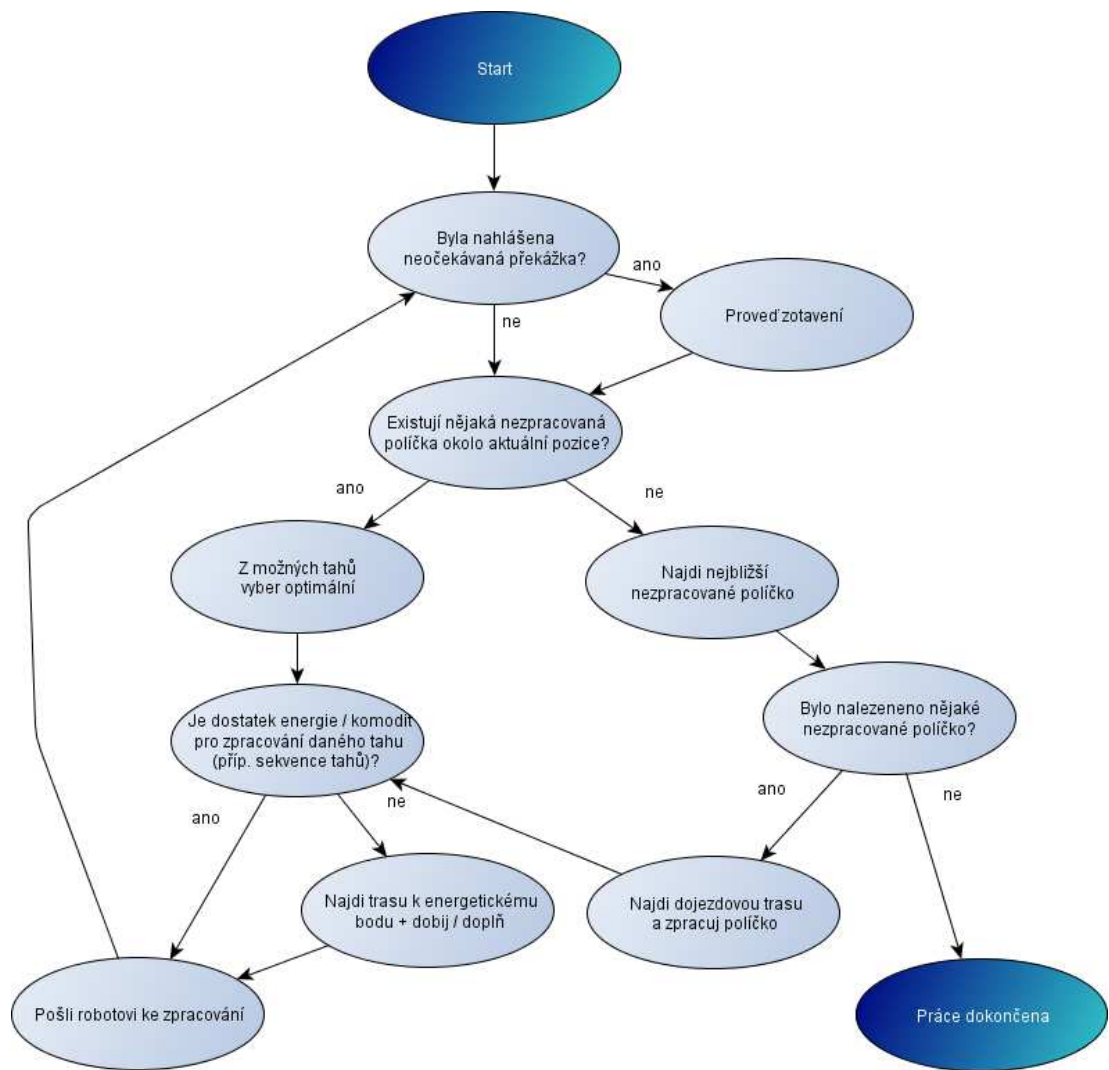 Start
Byla nahlášena
neočekávaná překážka?
ano
Proveď zotavení
ne
Existují nějaká nezpracovaná
políčka okolo aktuální pozice?
ano
ne
Z možných tahů
vyber optimální
Najdi nejbližší
nezpracované políčko
Je dostatek energie / komodit
pro zpracování daného tahu
(příp. sekvence tahů)?
Bylo nalezeneno nějaké
nezpracované políčko?
ano
ne
ano
ne
Najdi trasu k energetickému
bodu + dobij / doplň
Najdi dojezdovou trasu
a zpracuj políčko
Pošli robotovi ke zpracování
Práce dokončena